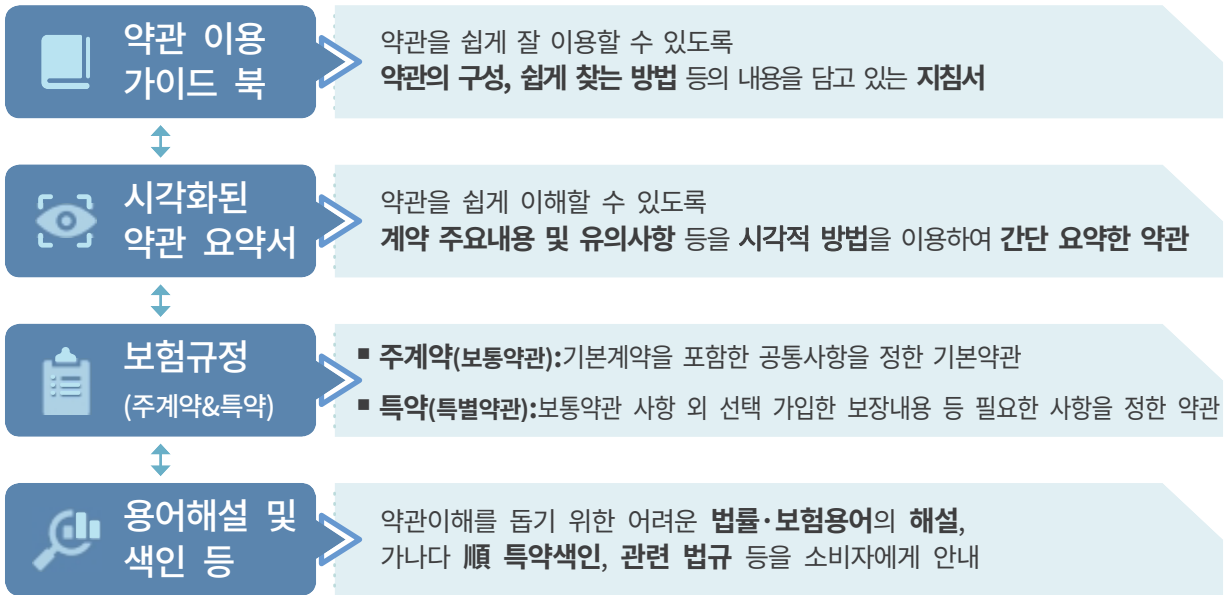 약관 이용
가이드 북
약관을 쉽게 잘 이용할 수 있도록
약관의 구성, 쉽게 찾는 방법 등의 내용을 담고 있는 지침서
시각화된
약관 요약서
약관을 쉽게 이해할 수 있도록
계약 주요내용 및 유의사항 등을 시각적 방법을 이용하여 간단 요약한 약관
보험규정
(주계약&특약)
▪ 주계약(보통약관):기본계약을 포함한 공통사항을 정한 기본약관
▪ 특약(특별약관):보통약관 사항 외 선택 가입한 보장내용 등 필요한 사항을 정한 약관
용어해설 및
색인 등
약관이해를 돕기 위한 어려운 법률·보험용어의 해설,
가나다 順 특약색인, 관련 법규 등을 소비자에게 안내